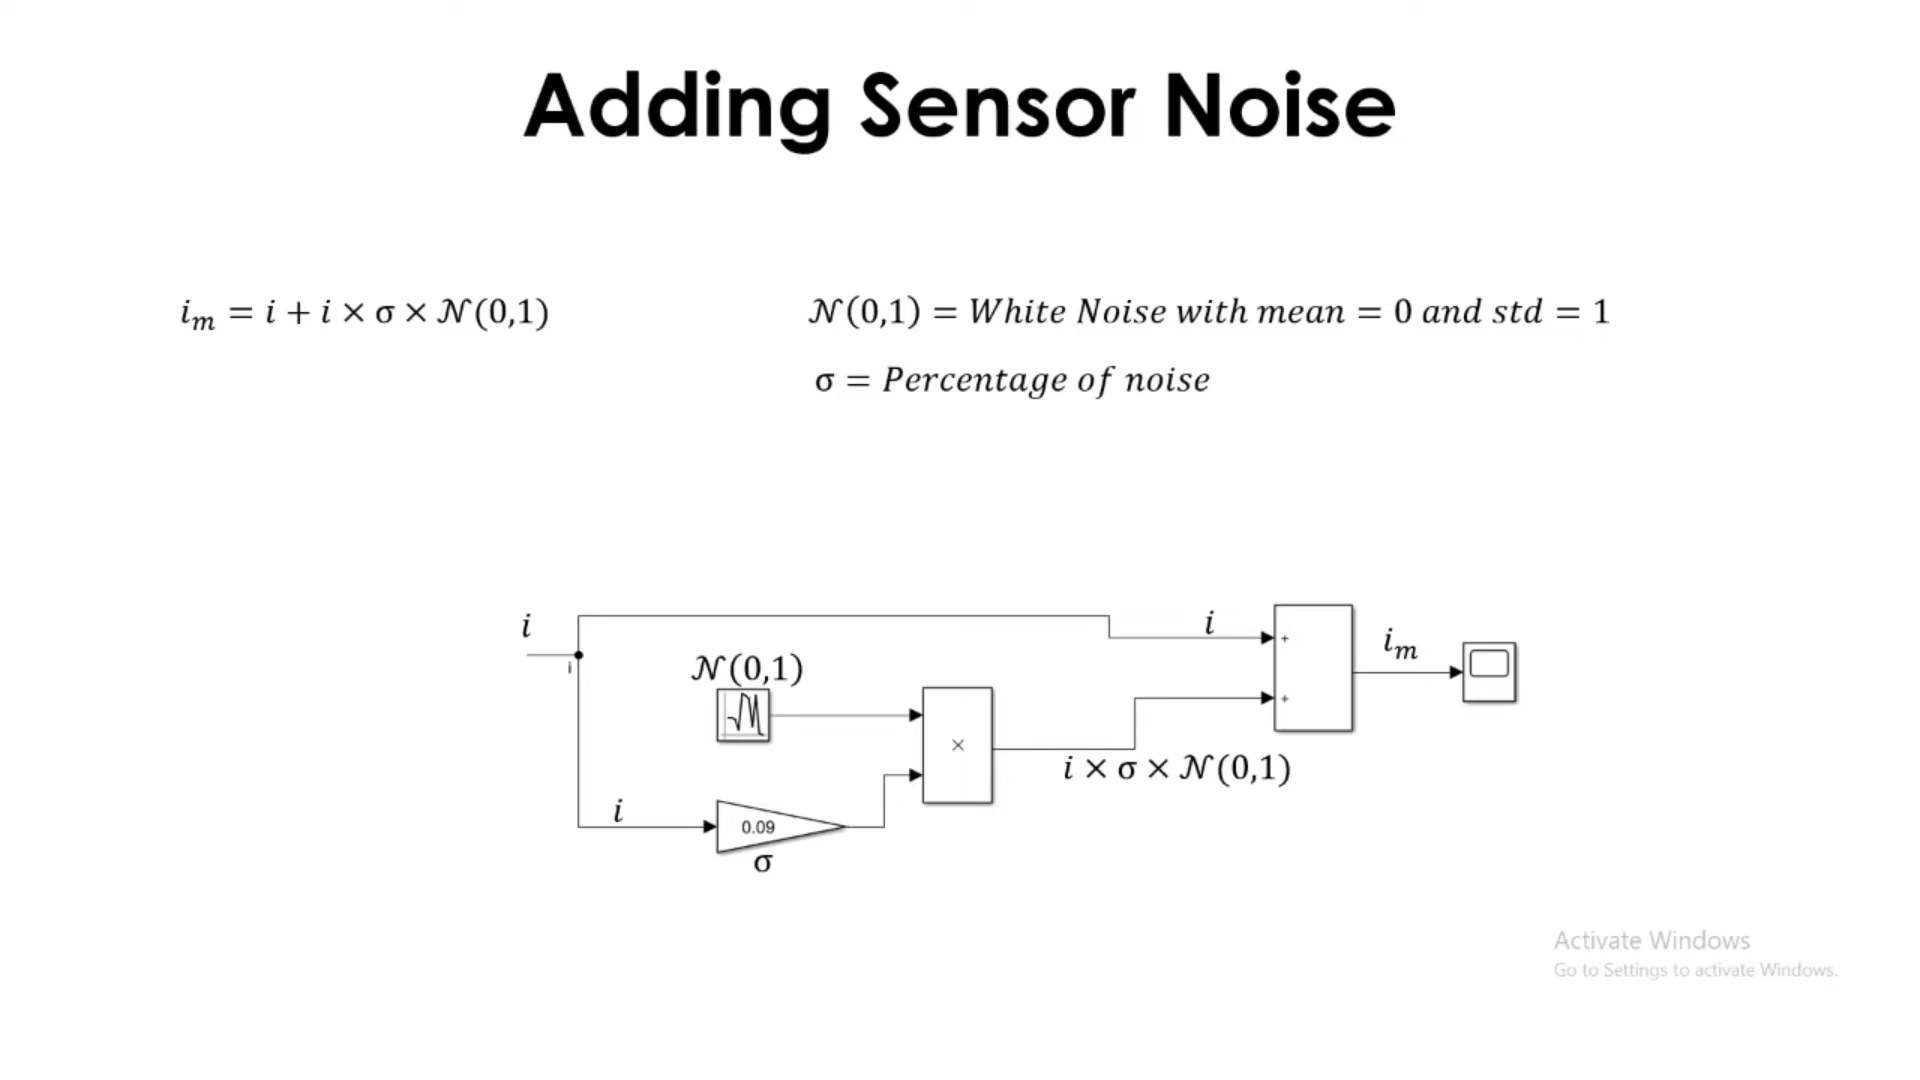 Adding Sensor Noise
i_m = i + i × σ × 𝒩(0,1)
𝒩(0,1) = White Noise with mean = 0 and std = 1
σ = Percentage of noise
i
i
i
𝒩(0,1)
+
i_m
+
×
i × σ × 𝒩(0,1)
i
0.09
σ
Activate Windows
Go to Settings to activate Windows.